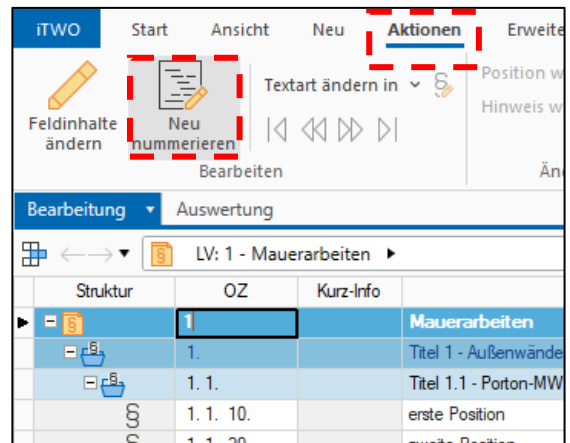 iTWO Start Ansicht Neu Aktionen
Feldinhalte ändern
Neu nummerieren
Textart ändern in
Position
Hinweis
Bearbeiten
Bearbeitung Auswertung
LV: 1 - Mauerarbeiten
Struktur OZ Kurz-Info
1 Mauerarbeiten
1. Titel 1 - Außenwände
1. 1. Titel 1.1 - Porton-MW
§ 1. 1. 10. erste Position